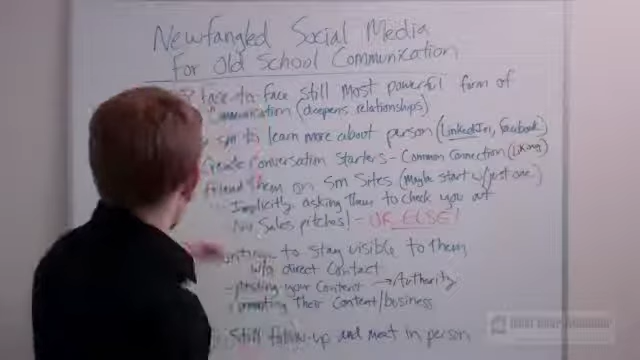 Newfangled Social Media
For Old School Communication
Face-to-Face still most powerful form of
Communication (deepens relationships)
sm to learn more about person (LinkedIn, Facebook)
Create Conversation Starters - Common Connection
Friend Them on Sm Sites (Maybe start w/ just one)
Implicitly asking Them to check you out
No Sales pitches! - OR ELSE!
Continue to stay visible to Them
w/o direct Contact
- posting your Content → Authority
- promoting Their Content/business
Still follow-up and meet in person